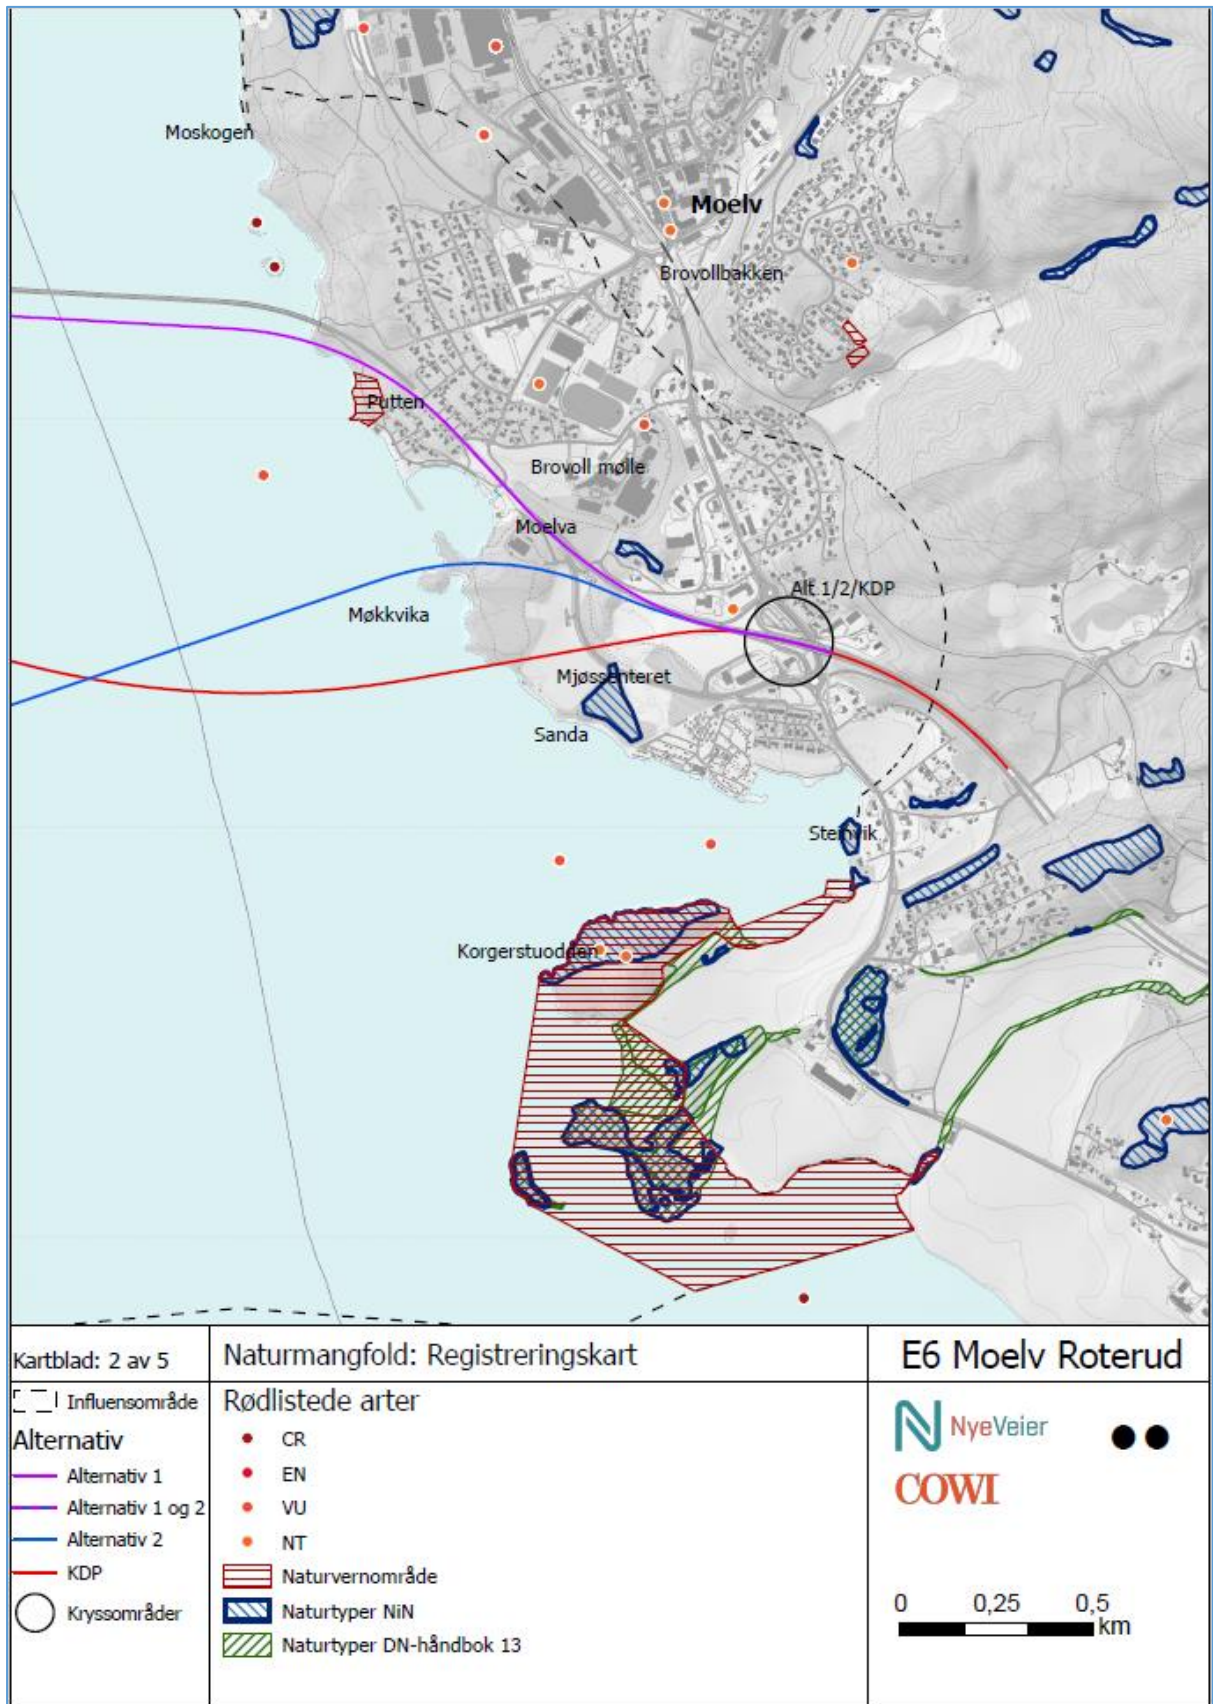 Moskogen
Moelv
Brovollbakken
Putten
Brovoll mølle
Moelva
Alt 1/2/KDP
Møkkvika
Mjøssenteret
Sanda
Steinvik
Korgerstuodden
Kartblad: 2 av 5
Naturmangfold: Registreringskart
E6 Moelv Roterud
Influensområde
Alternativ
Alternativ 1
Alternativ 1 og 2
Alternativ 2
KDP
Kryssområder
Rødlistede arter
CR
EN
VU
NT
Naturvernområde
Naturtyper NiN
Naturtyper DN-håndbok 13
NyeVeier
COWI
0 0,25 0,5
km